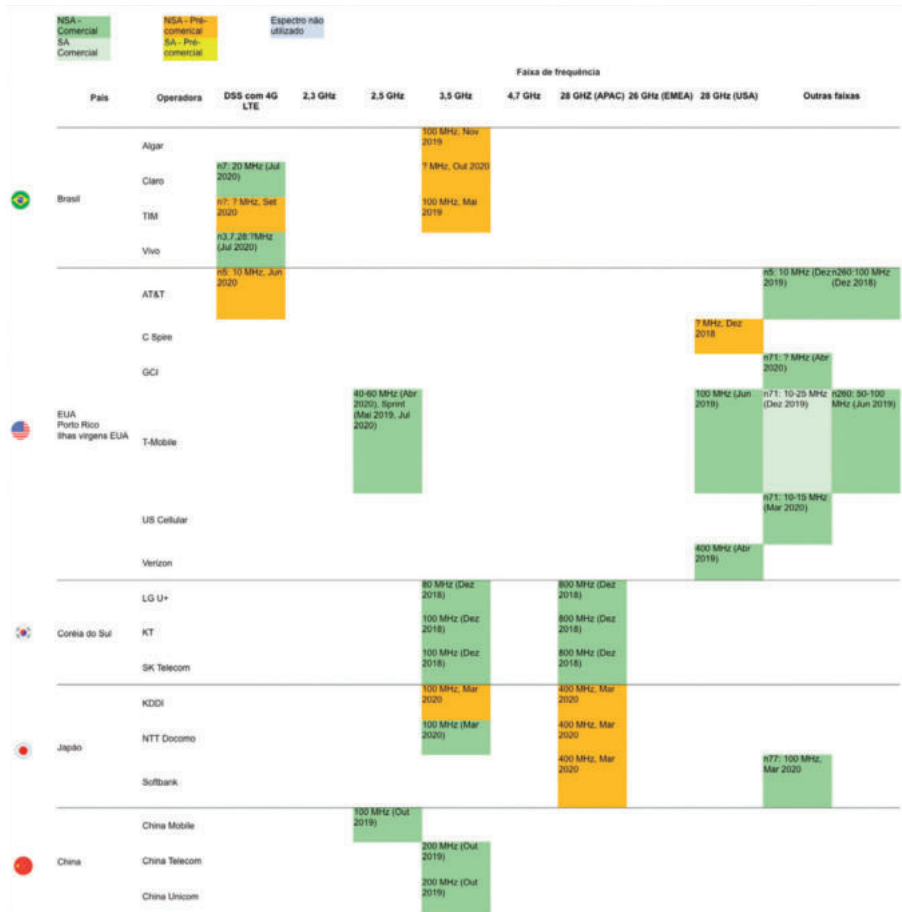 NSA - Comercial
NSA - Pré-comerical
Espectro não utilizado
SA Comercial
SA - Pré-comercial
Faixa de frequência
País Operadora DSS com 4G LTE 2,3 GHz 2,5 GHz 3,5 GHz 4,7 GHz 28 GHZ (APAC) 26 GHz (EMEA) 28 GHz (USA) Outras faixas
Brasil
Algar 100 MHz, Nov 2019
Claro n7: 20 MHz (Jul 2020) ? MHz, Out 2020
TIM n?: ? MHz, Set 2020 100 MHz, Mai 2019
Vivo n3,7,28:?MHz (Jul 2020)
EUA
Porto Rico
Ilhas virgens EUA
AT&T n5: 10 MHz, Jun 2020 n5: 10 MHz (Dez 2019) n260:100 MHz (Dez 2018)
C Spire ? MHz, Dez 2018
GCI n71: ? MHz (Abr 2020)
T-Mobile 40-60 MHz (Abr 2020), Sprint (Mai 2019, Jul 2020) 100 MHz (Jun 2019) n71: 10-25 MHz (Dez 2019) n260: 50-100 MHz (Jun 2019)
US Cellular n71: 10-15 MHz (Mar 2020)
Verizon 400 MHz (Abr 2019)
Coréia do Sul
LG U+ 80 MHz (Dez 2018) 800 MHz (Dez 2018)
KT 100 MHz (Dez 2018) 800 MHz (Dez 2018)
SK Telecom 100 MHz (Dez 2018) 800 MHz (Dez 2018)
Japão
KDDI 100 MHz, Mar 2020 400 MHz, Mar 2020
NTT Docomo 100 MHz (Mar 2020) 400 MHz, Mar 2020
Softbank 400 MHz, Mar 2020 n77: 100 MHz, Mar 2020
China
China Mobile 100 MHz (Out 2019)
China Telecom 200 MHz (Out 2019)
China Unicom 200 MHz (Out 2019)